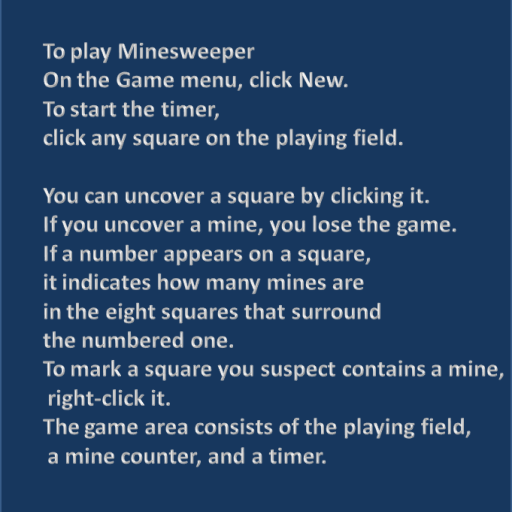 To play Minesweeper
On the Game menu, click New.
To start the timer,
click any square on the playing field.
You can uncover a square by clicking it.
If you uncover a mine, you lose the game.
If a number appears on a square,
it indicates how many mines are
in the eight squares that surround
the numbered one.
To mark a square you suspect contains a mine,
right-click it.
The game area consists of the playing field,
a mine counter, and a timer.